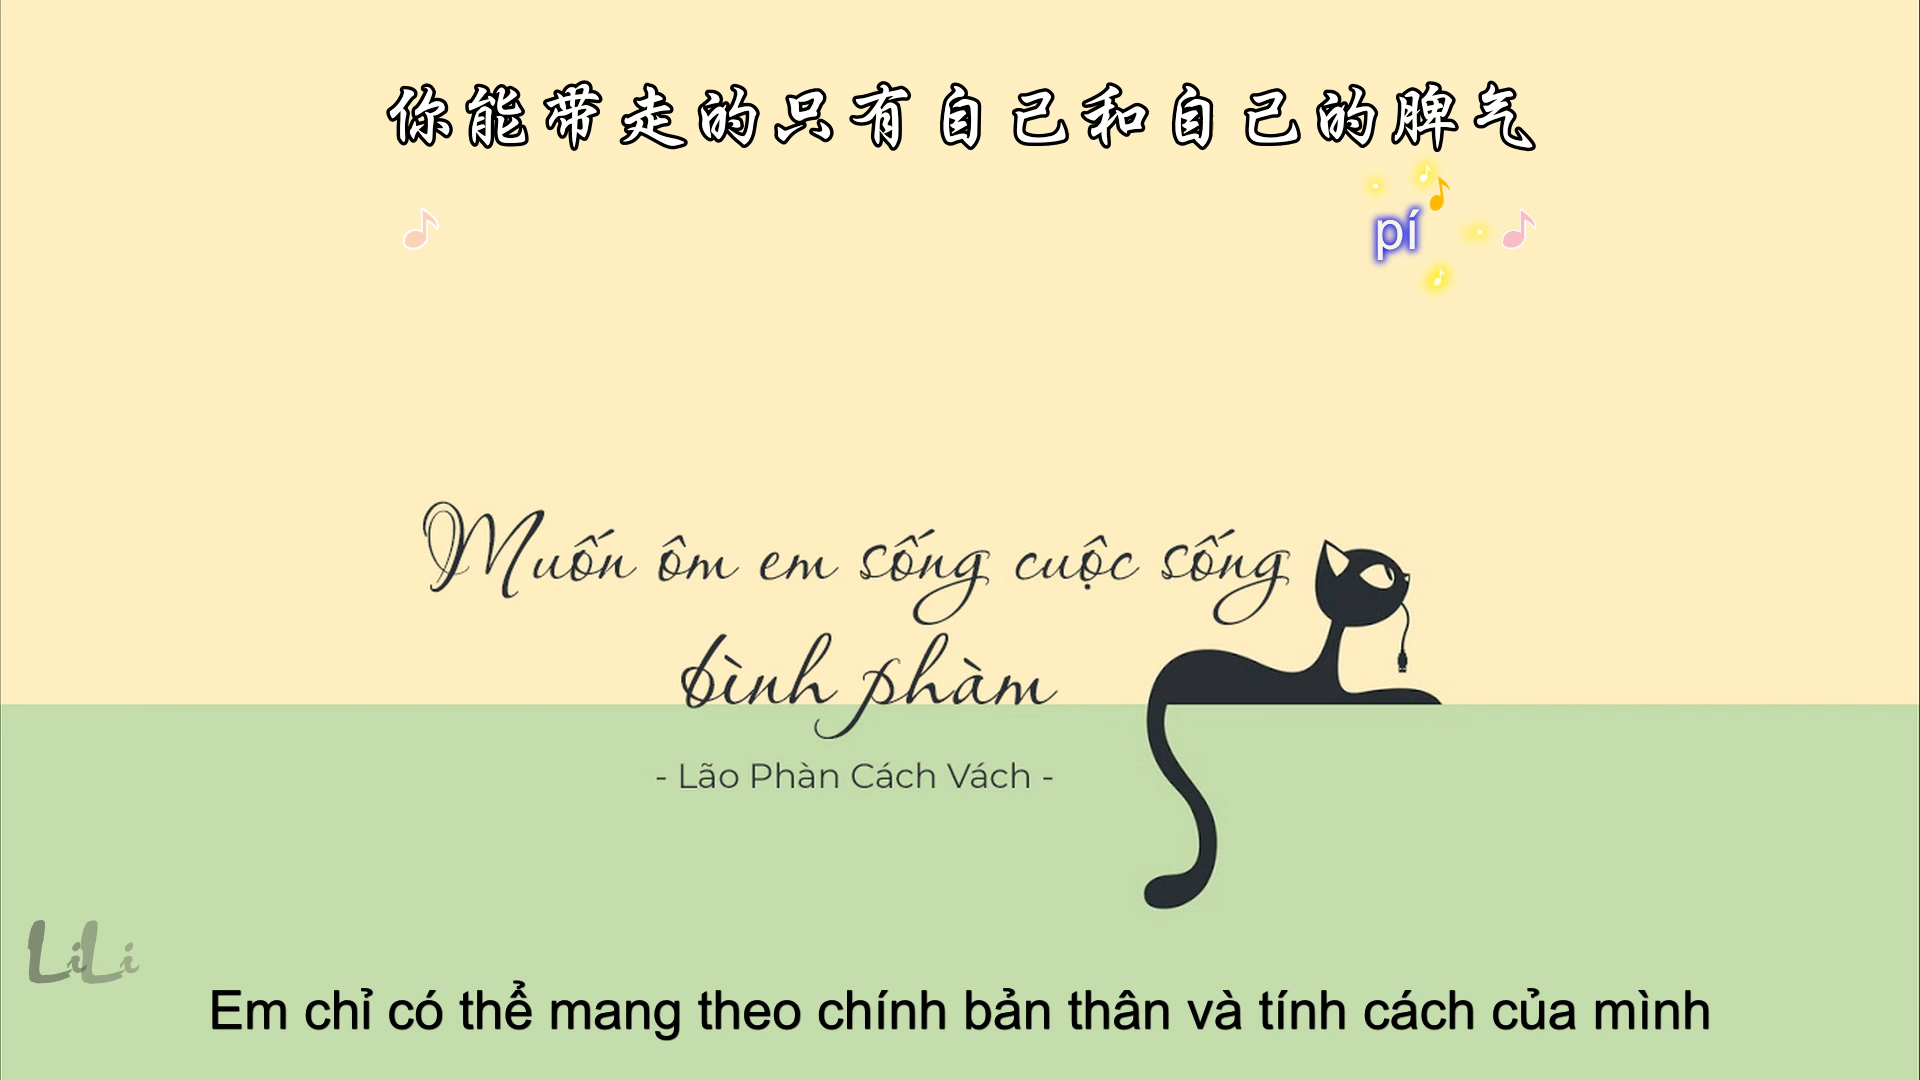 你能带走的只有自己和自己的脾气
pí
Muốn ôm em sống cuộc sống
bình phàm
- Lão Phàn Cách Vách -
LiLi
Em chỉ có thể mang theo chính bản thân và tính cách của mình